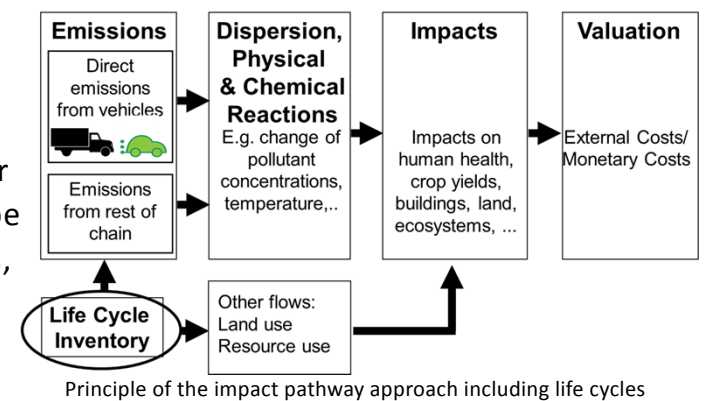 Emissions
Direct
emissions
from vehicles
Emissions
from rest of
chain
Dispersion,
Physical
& Chemical
Reactions
E.g. change of
pollutant
concentrations,
temperature,..
Impacts
Impacts on
human health,
crop yields,
buildings, land,
ecosystems, ...
Valuation
External Costs/
Monetary Costs
Life Cycle
Inventory
Other flows:
Land use
Resource use
Principle of the impact pathway approach including life cycles